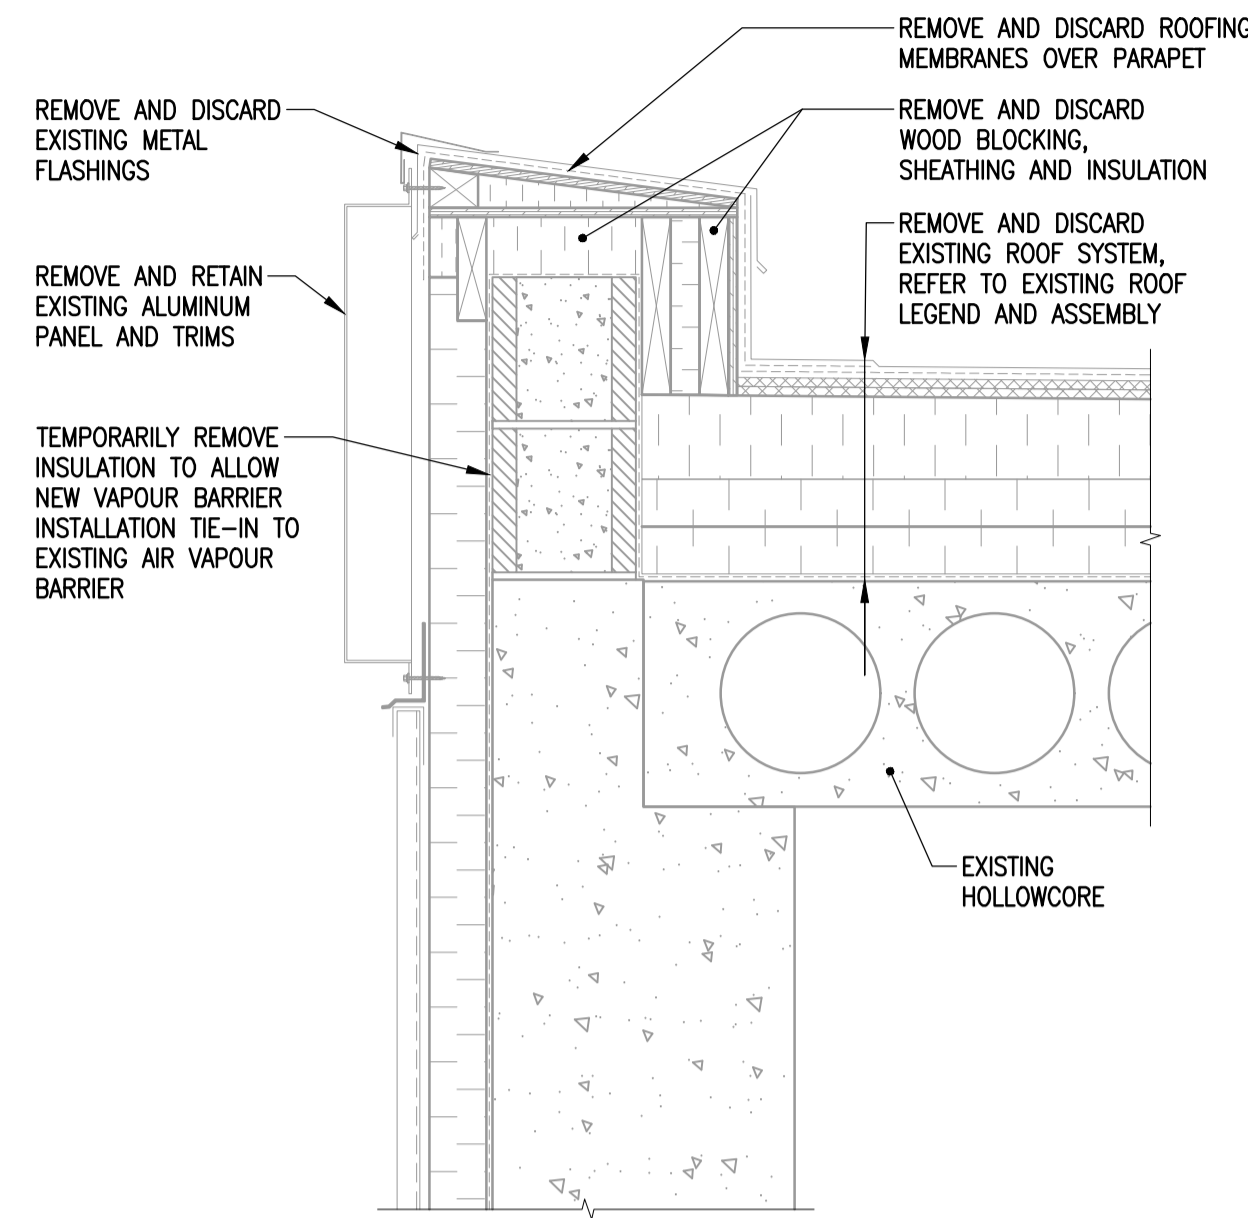 REMOVE AND DISCARD ROOFING
MEMBRANES OVER PARAPET
REMOVE AND DISCARD
EXISTING METAL
FLASHINGS
REMOVE AND DISCARD
WOOD BLOCKING,
SHEATHING AND INSULATION
REMOVE AND DISCARD
EXISTING ROOF SYSTEM,
REFER TO EXISTING ROOF
LEGEND AND ASSEMBLY
REMOVE AND RETAIN
EXISTING ALUMINUM
PANEL AND TRIMS
TEMPORARILY REMOVE
INSULATION TO ALLOW
NEW VAPOUR BARRIER
INSTALLATION TIE-IN TO
EXISTING AIR VAPOUR
BARRIER
EXISTING
HOLLOWCORE